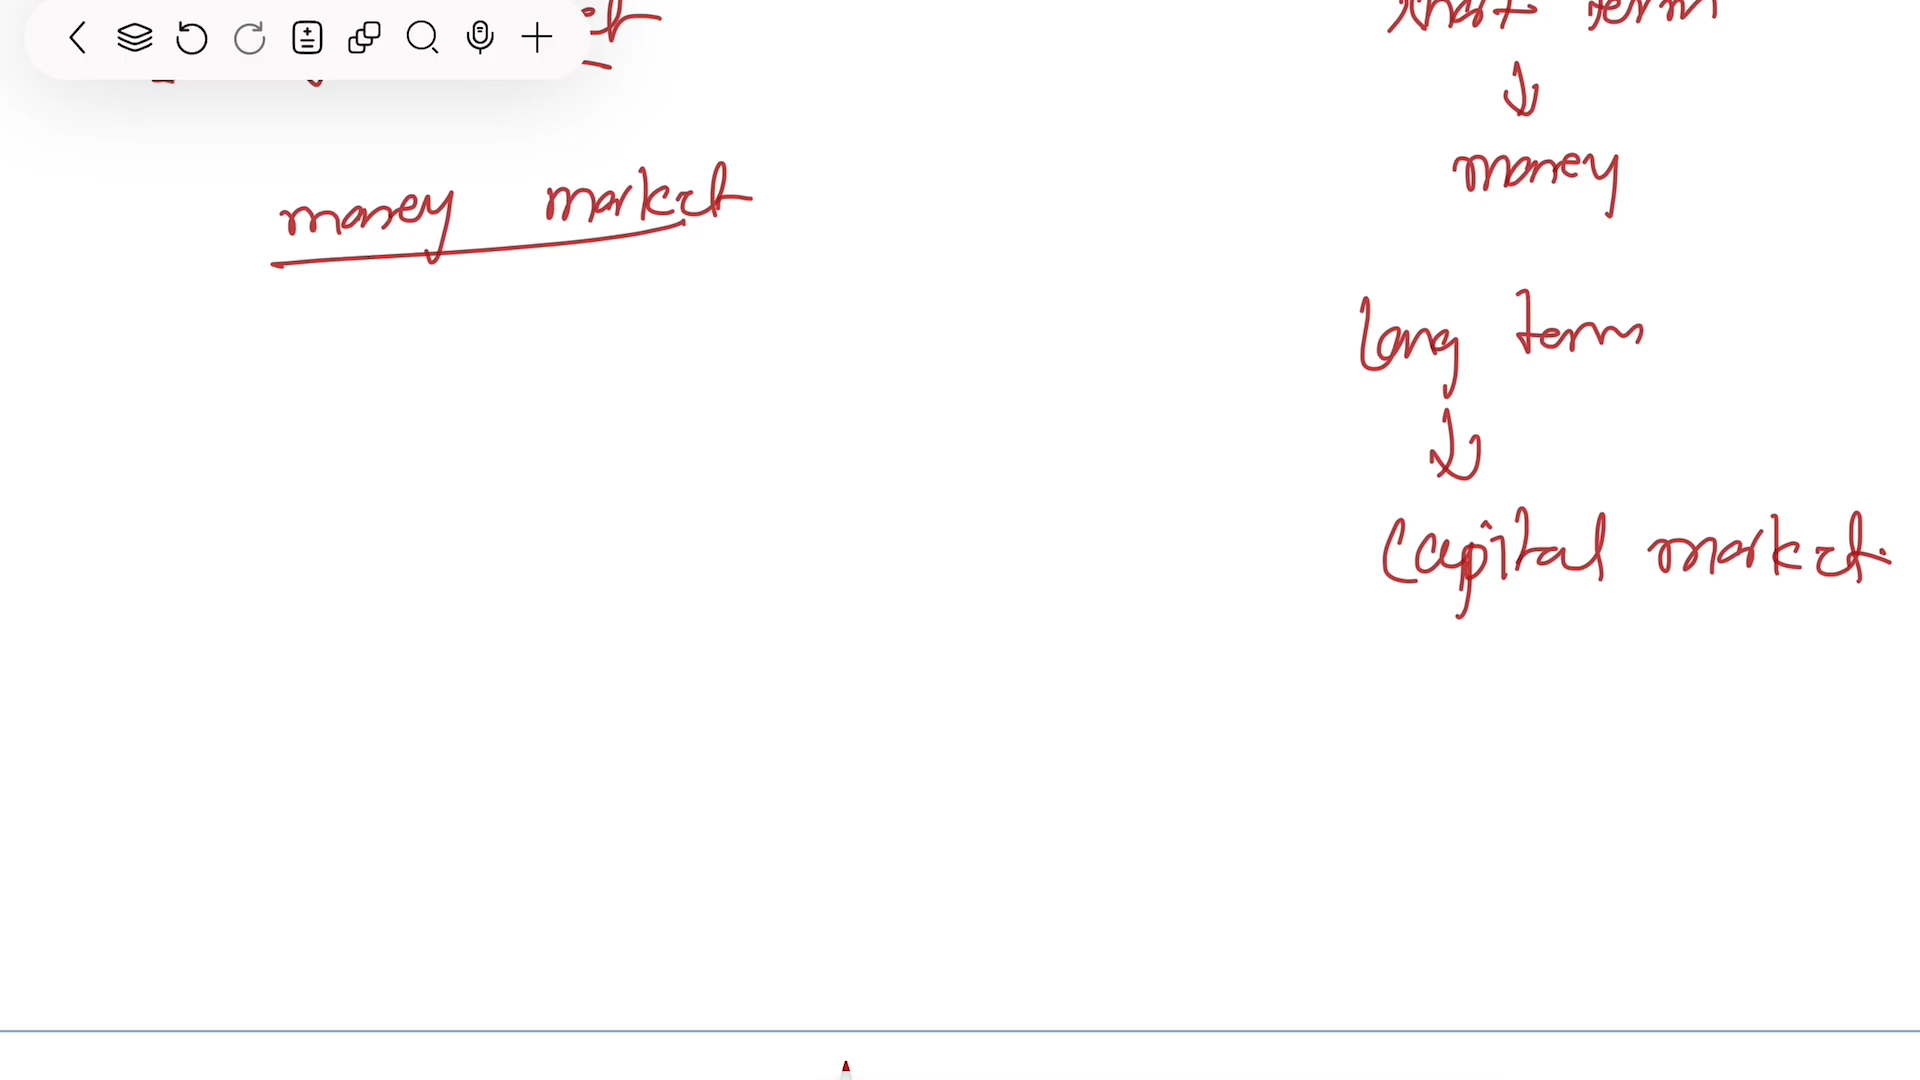 money market
short term
money
long term
capital market